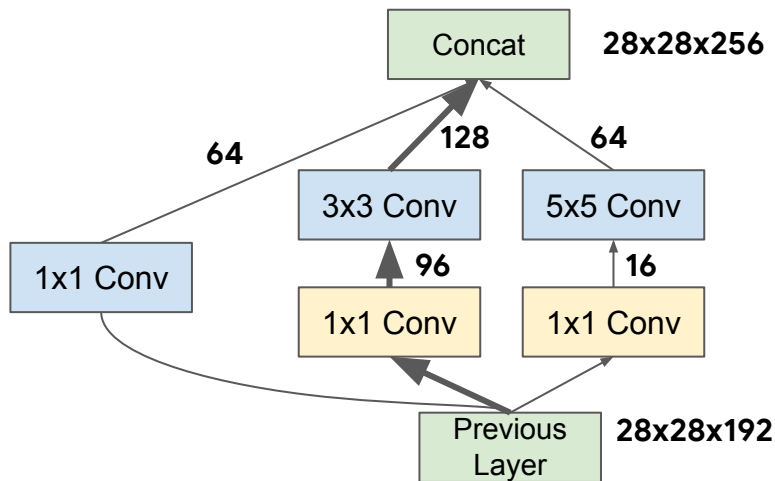 Concat
28x28x256
64
128
64
3x3 Conv
5x5 Conv
1x1 Conv
96
16
1x1 Conv
1x1 Conv
Previous
Layer
28x28x192